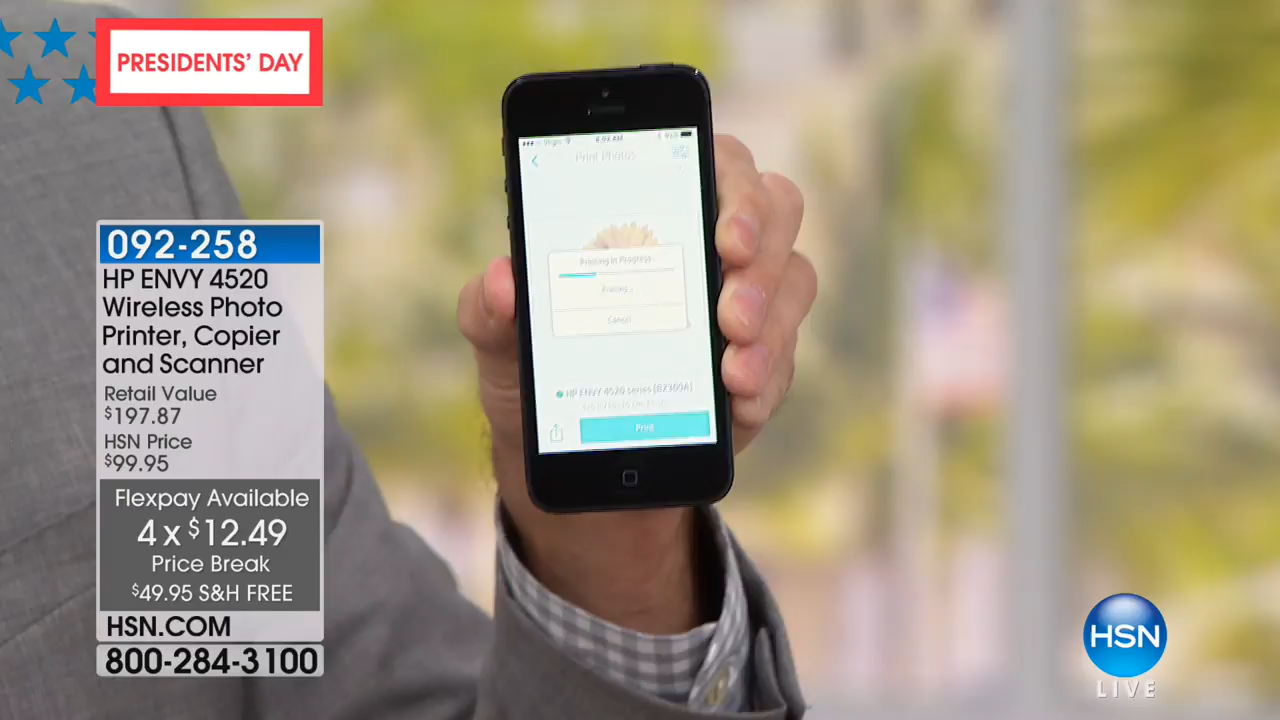 PRESIDENTS' DAY
092-258
HP ENVY 4520
Wireless Photo
Printer, Copier
and Scanner
Retail Value
$197.87
HSN Price
$99.95
Flexpay Available
4 x $12.49
Price Break
$49.95 S&H FREE
HSN.COM
800-284-3100
Print Photos
Printing in Progress...
Printing...
Cancel
HP ENVY 4520 series
Print
HSN
LIVE